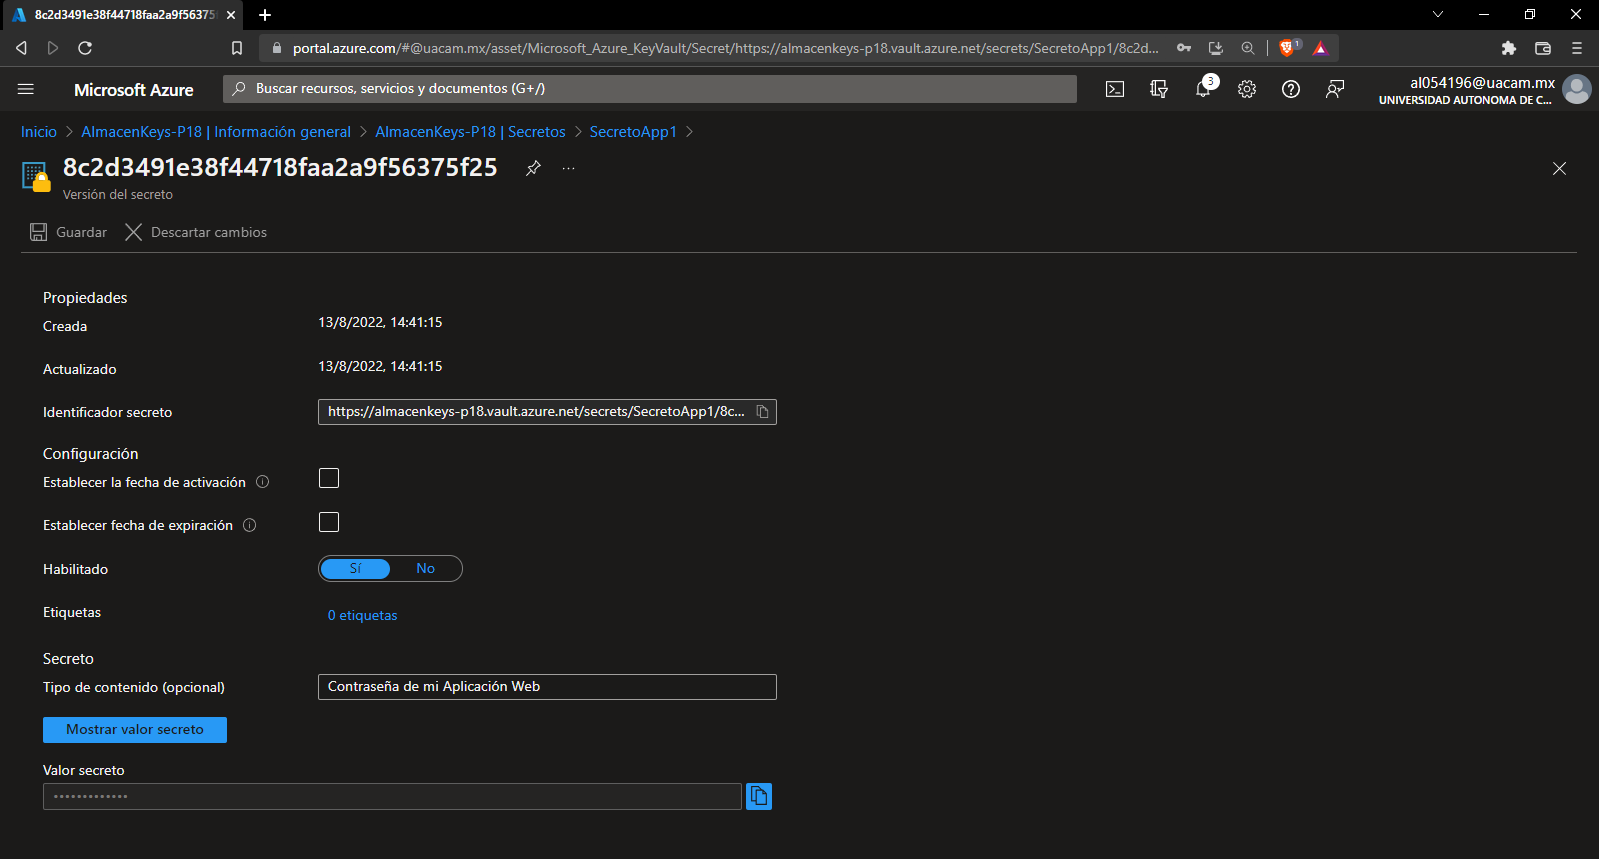 8c2d3491e38f44718faa2a9f56375
portal.azure.com/#@uacam.mx/asset/Microsoft_Azure_KeyVault/Secret/https://almacenkeys-p18.vault.azure.net/secrets/SecretoApp1/8c2d...
1
Microsoft Azure
Buscar recursos, servicios y documentos (G+/)
3
al054196@uacam.mx
UNIVERSIDAD AUTONOMA DE C...
Inicio > AlmacenKeys-P18 | Información general > AlmacenKeys-P18 | Secretos > SecretoApp1 >
8c2d3491e38f44718faa2a9f56375f25 ...
Versión del secreto
Guardar Descartar cambios
Propiedades
Creada 13/8/2022, 14:41:15
Actualizado 13/8/2022, 14:41:15
Identificador secreto https://almacenkeys-p18.vault.azure.net/secrets/SecretoApp1/8c...
Configuración
Establecer la fecha de activación
Establecer fecha de expiración
Habilitado Sí No
Etiquetas 0 etiquetas
Secreto
Tipo de contenido (opcional) Contraseña de mi Aplicación Web
Mostrar valor secreto
Valor secreto
•••••••••••••